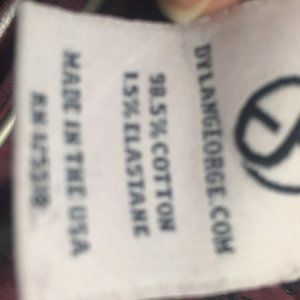 DYLANGEORGE.COM
98.5% COTTON
1.5% ELASTANE
MADE IN THE USA